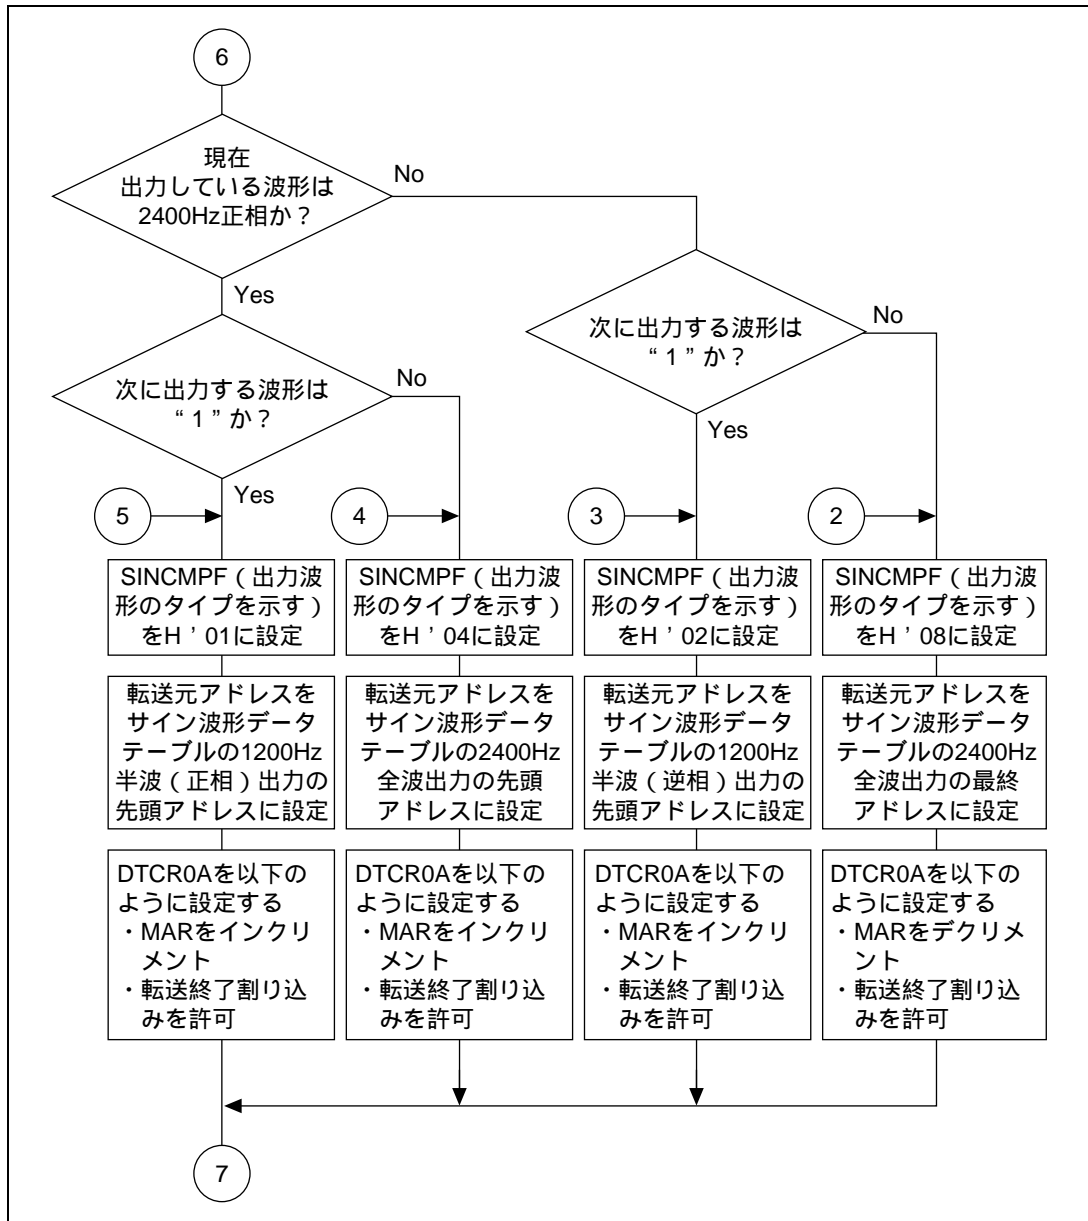 6
現在
出力している波形は
2400Hz正相か？
No
Yes
次に出力する波形は
“ 1 ” か？
No
Yes
次に出力する波形は
“ 1 ” か？
No
Yes
5
SINCMPF（出力波
形のタイプを示す）
をH ’ 01に設定
転送元アドレスを
サイン波形データ
テーブルの1200Hz
半波（正相）出力の
先頭アドレスに設定
DTCR0Aを以下の
ように設定する
・MARをインクリ
メント
・転送終了割り込
みを許可
4
SINCMPF（出力波
形のタイプを示す）
をH ’ 04に設定
転送元アドレスを
サイン波形データ
テーブルの2400Hz
全波出力の先頭
アドレスに設定
DTCR0Aを以下の
ように設定する
・MARをインクリ
メント
・転送終了割り込
みを許可
3
SINCMPF（出力波
形のタイプを示す）
をH ’ 02に設定
転送元アドレスを
サイン波形データ
テーブルの1200Hz
半波（逆相）出力の
先頭アドレスに設定
DTCR0Aを以下の
ように設定する
・MARをインクリ
メント
・転送終了割り込
みを許可
2
SINCMPF（出力波
形のタイプを示す）
をH ’ 08に設定
転送元アドレスを
サイン波形データ
テーブルの2400Hz
全波出力の最終
アドレスに設定
DTCR0Aを以下の
ように設定する
・MARをデクリメ
ント
・転送終了割り込
みを許可
7